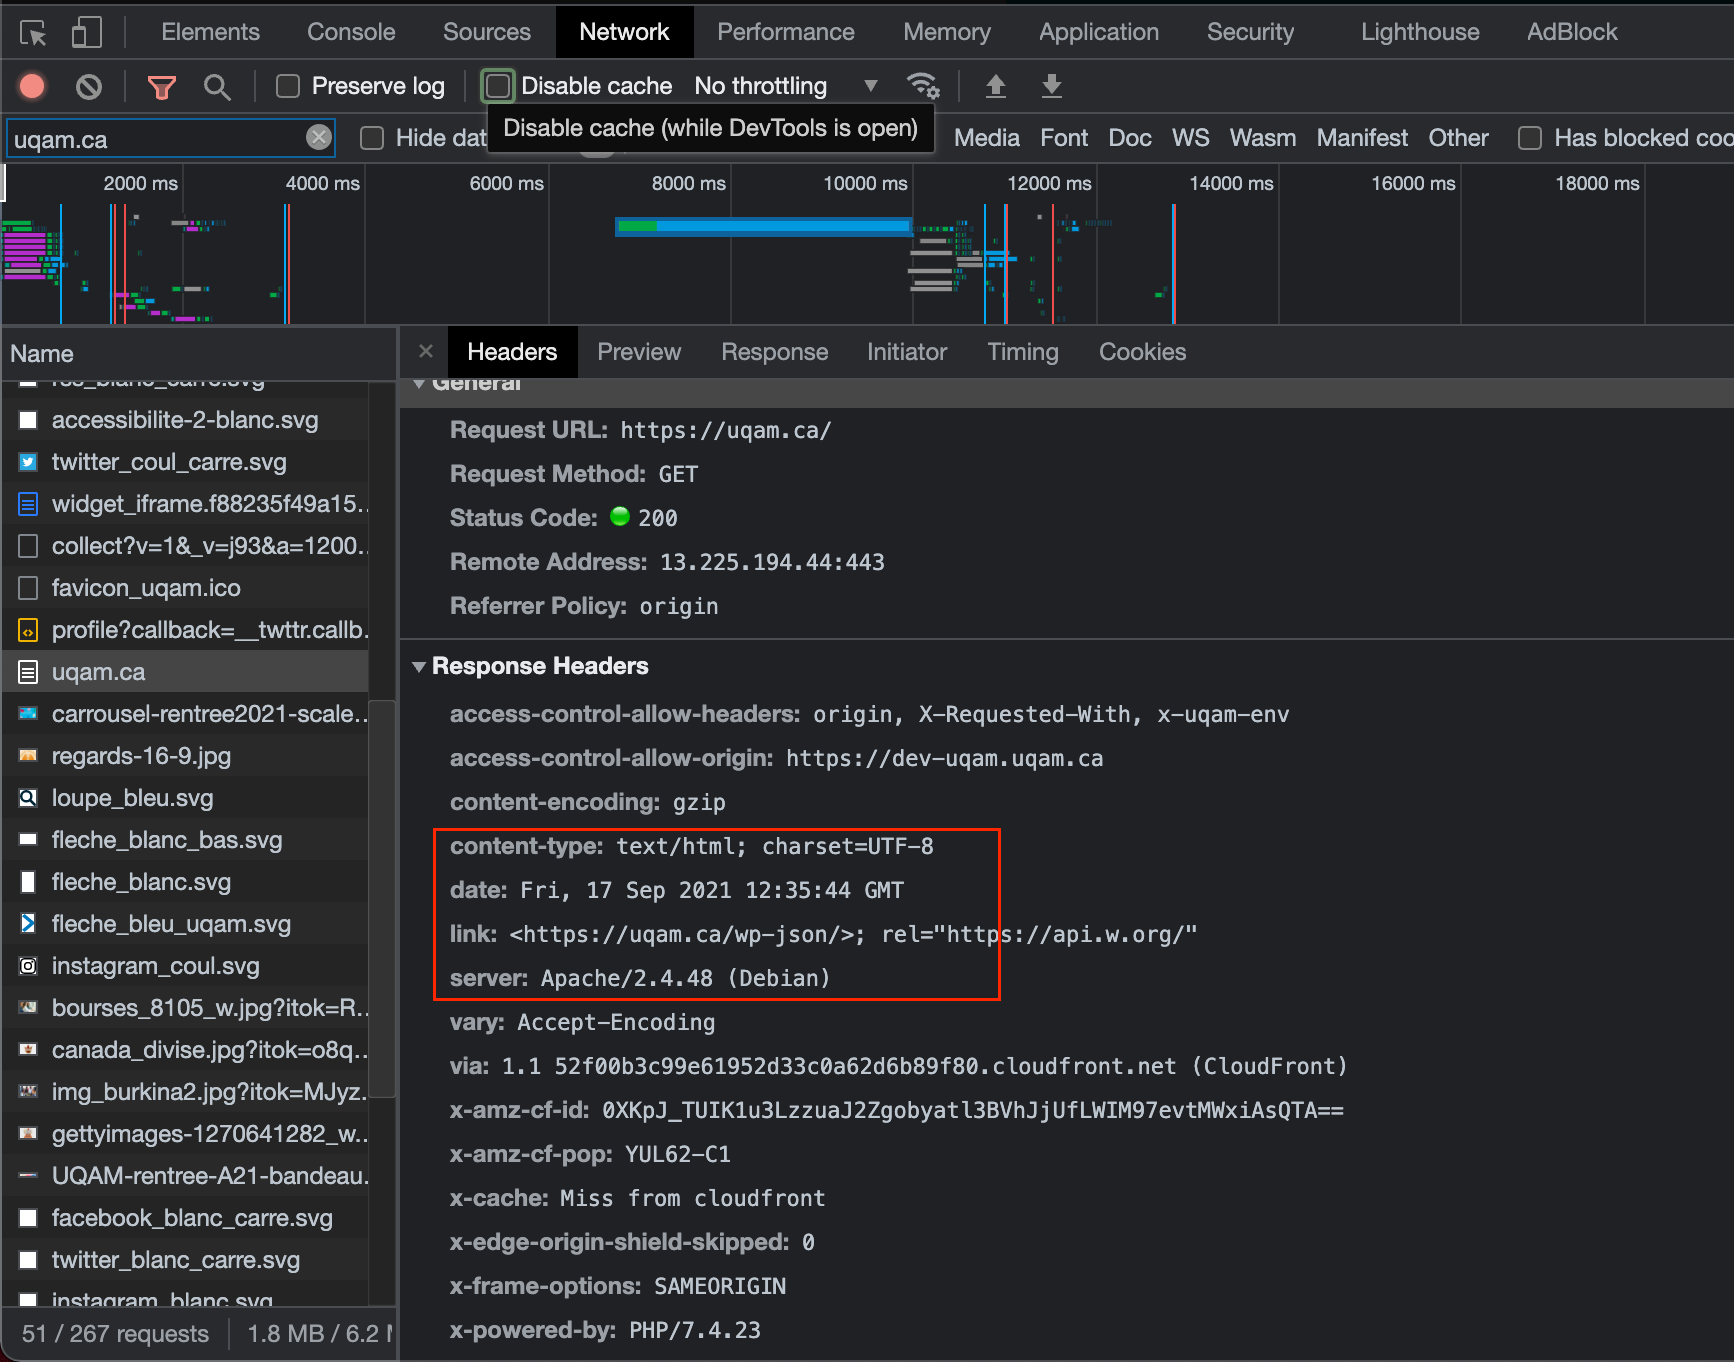 Elements Console Sources Network Performance Memory Application Security Lighthouse AdBlock
Preserve log Disable cache No throttling
uqam.ca Hide dat Disable cache (while DevTools is open) Media Font Doc WS Wasm Manifest Other Has blocked coo
2000 ms 4000 ms 6000 ms 8000 ms 10000 ms 12000 ms 14000 ms 16000 ms 18000 ms
Name
rss_blanc_carre.svg
accessibilite-2-blanc.svg
twitter_coul_carre.svg
widget_iframe.f88235f49a15..
collect?v=1&_v=j93&a=1200..
favicon_uqam.ico
profile?callback=__twttr.callb.
uqam.ca
carrousel-rentree2021-scale..
regards-16-9.jpg
loupe_bleu.svg
fleche_blanc_bas.svg
fleche_blanc.svg
fleche_bleu_uqam.svg
instagram_coul.svg
bourses_8105_w.jpg?itok=R..
canada_divise.jpg?itok=o8q..
img_burkina2.jpg?itok=MJyz.
gettyimages-1270641282_w..
UQAM-rentree-A21-bandeau.
facebook_blanc_carre.svg
twitter_blanc_carre.svg
instagram_blanc.svg
51 / 267 requests 1.8 MB / 6.2
Headers Preview Response Initiator Timing Cookies
General
Request URL: https://uqam.ca/
Request Method: GET
Status Code: 200
Remote Address: 13.225.194.44:443
Referrer Policy: origin
Response Headers
access-control-allow-headers: origin, X-Requested-With, x-uqam-env
access-control-allow-origin: https://dev-uqam.uqam.ca
content-encoding: gzip
content-type: text/html; charset=UTF-8
date: Fri, 17 Sep 2021 12:35:44 GMT
link: <https://uqam.ca/wp-json/>; rel="https://api.w.org/"
server: Apache/2.4.48 (Debian)
vary: Accept-Encoding
via: 1.1 52f00b3c99e61952d33c0a62d6b89f80.cloudfront.net (CloudFront)
x-amz-cf-id: 0XKpJ_TUIK1u3LzzuaJ2Zgobyatl3BVhJjUfLWIM97evtMWxiAsQTA==
x-amz-cf-pop: YUL62-C1
x-cache: Miss from cloudfront
x-edge-origin-shield-skipped: 0
x-frame-options: SAMEORIGIN
x-powered-by: PHP/7.4.23